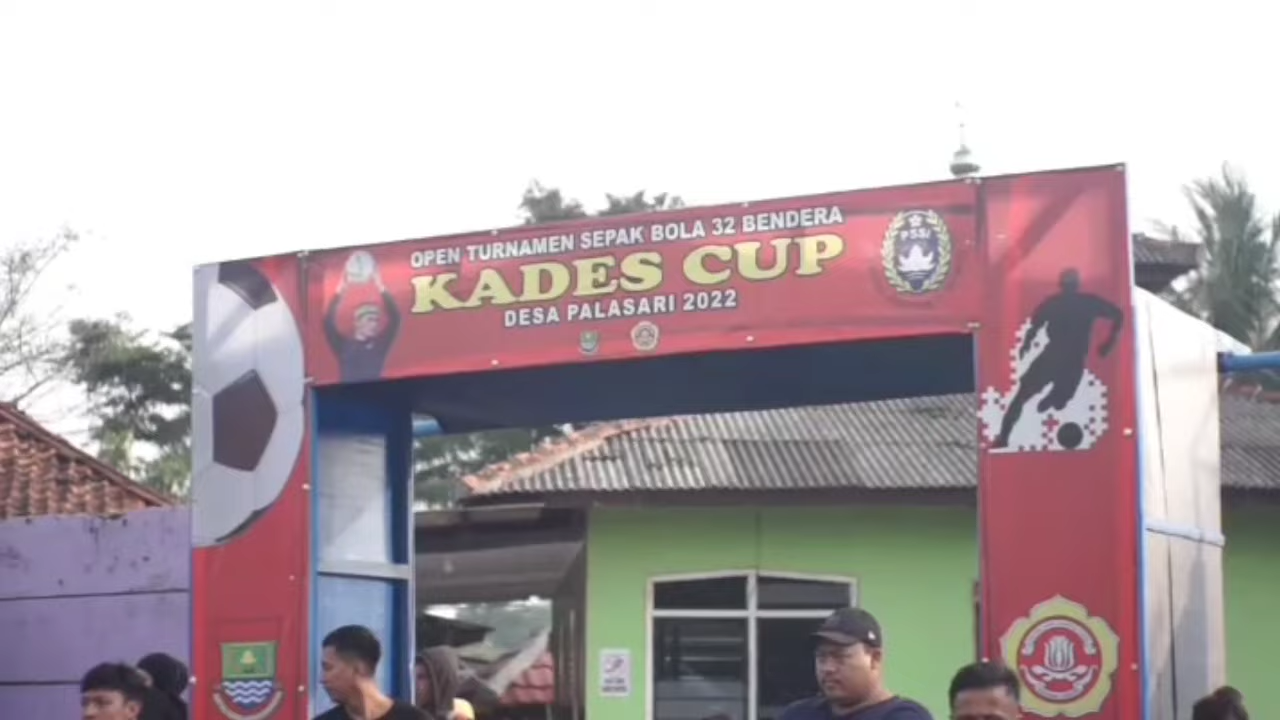 OPEN TURNAMEN SEPAK BOLA 32 BENDERA
KADES CUP
DESA PALASARI 2022
PSSI